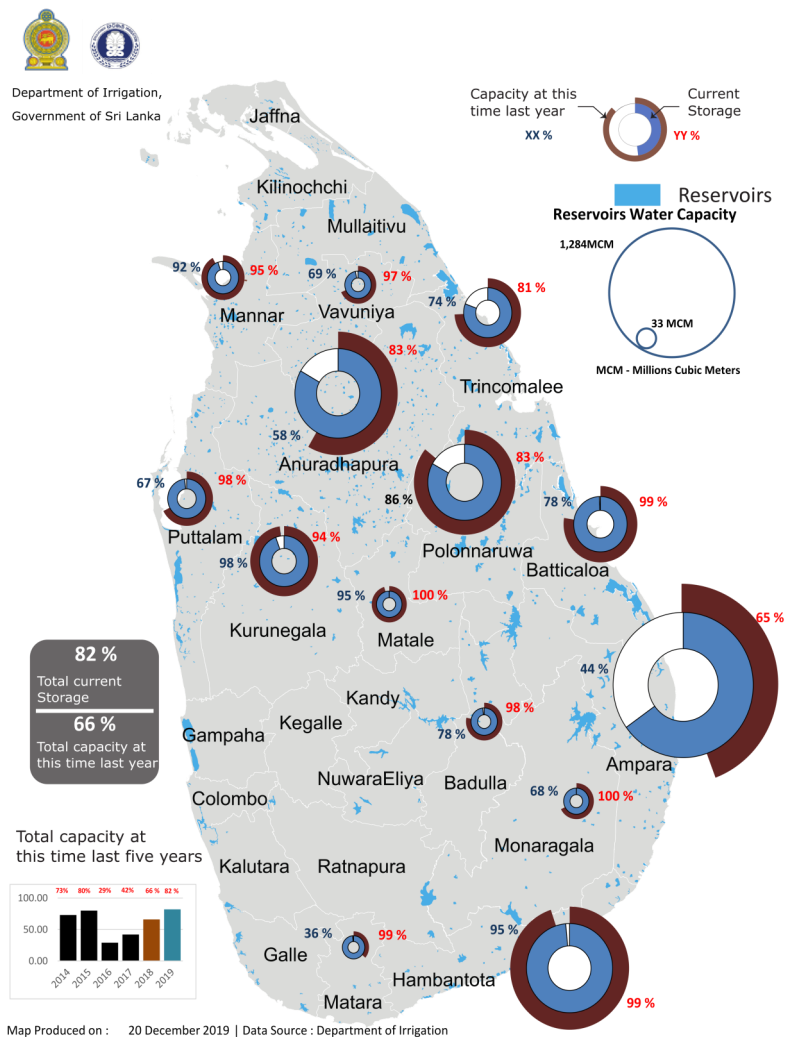 Department of Irrigation,
Government of Sri Lanka
Capacity at this
time last year
XX %
Current
Storage
YY %
Reservoirs
Reservoirs Water Capacity
1,284MCM
33 MCM
MCM - Millions Cubic Meters
Jaffna
Kilinochchi
Mullaitivu
92 %
95 %
Mannar
69 %
97 %
Vavuniya
74 %
81 %
Trincomalee
83 %
58 %
Anuradhapura
83 %
86 %
Polonnaruwa
67 %
98 %
Puttalam
78 %
99 %
Batticaloa
94 %
98 %
Kurunegala
95 %
100 %
Matale
65 %
44 %
Ampara
82 %
Total current
Storage
66 %
Total capacity at
this time last year
Kandy
Kegalle
Gampaha
98 %
78 %
Badulla
NuwaraEliya
Colombo
68 %
100 %
Monaragala
Kalutara
Ratnapura
Total capacity at
this time last five years
73% 80% 29% 42% 66 % 82 %
100.00
50.00
0.00
2014 2015 2016 2017 2018 2019
36 %
99 %
Galle
Matara
95 %
99 %
Hambantota
Map Produced on : 20 December 2019 | Data Source : Department of Irrigation